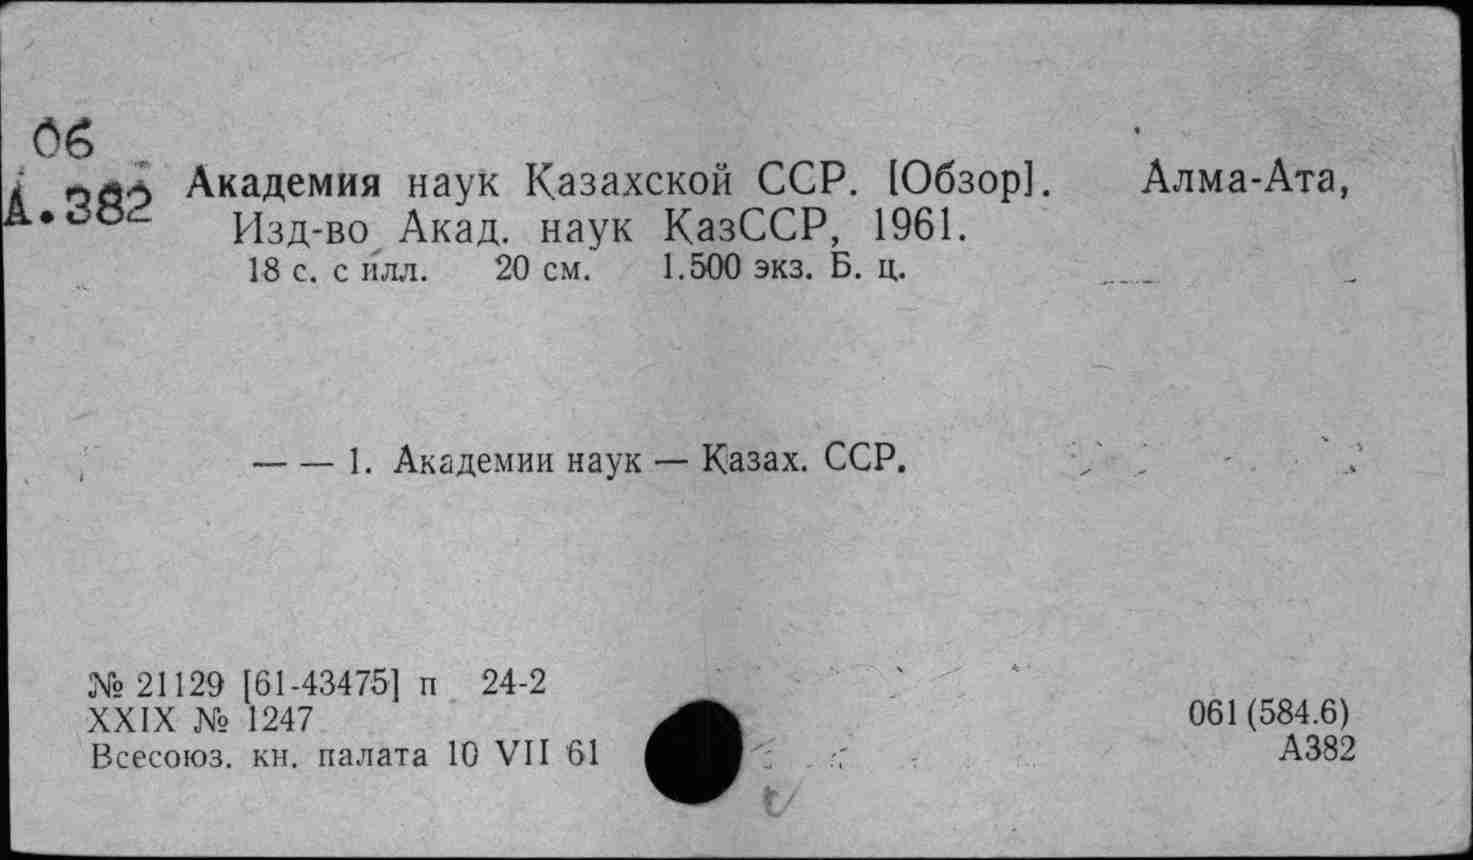 Об
А.382
Академия наук Казахской ССР. [Обзор]. Алма-Ата,
Изд-во Акад. наук КазССР, 1961.
18 с. с илл. 20 см. 1.500 экз. Б. ц.
— — 1. Академии наук — Казах. ССР.
№ 21129 [61-43475] п 24-2
XXIX № 1247
Всесоюз. кн. палата 10 VII 61
061 (584.6)
А382